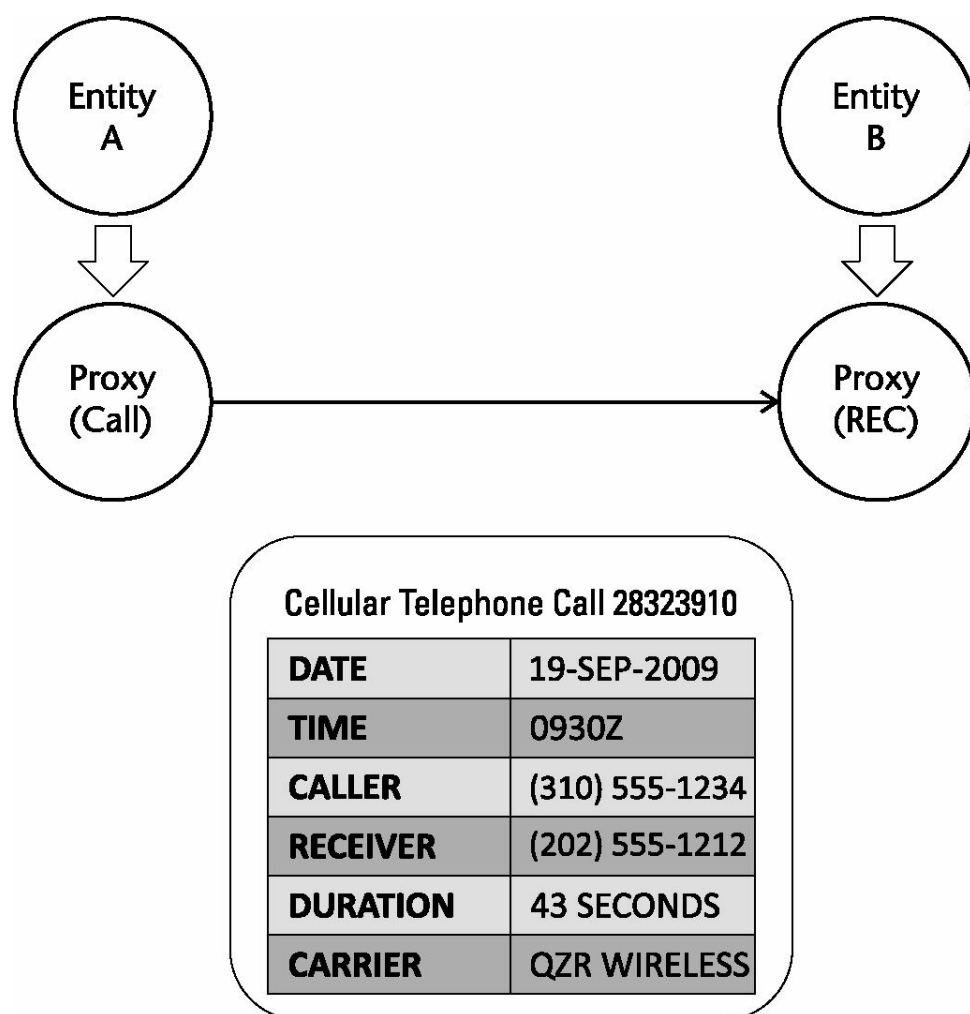 Entity
A
Entity
B
Proxy
(Call)
Proxy
(REC)
Cellular Telephone Call 28323910
DATE 19-SEP-2009
TIME 0930Z
CALLER (310) 555-1234
RECEIVER (202) 555-1212
DURATION 43 SECONDS
CARRIER QZR WIRELESS